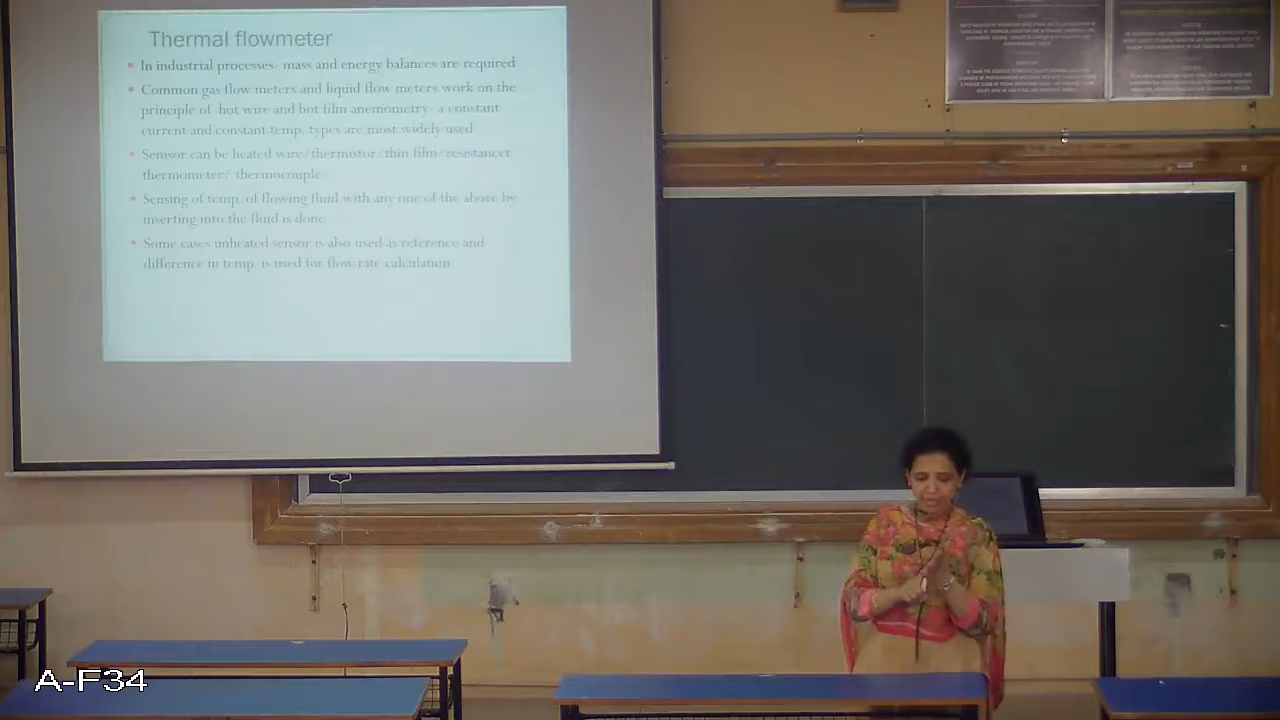 Thermal flowmeter
In industrial processes- mass and energy balances are required
Common gas flow meters and liquid flow meters work on the
principle of hot wire and hot film anemometry- a constant
current and constant temp. types are most widely used
Sensor can be heated wire/thermistor/thin film/resistance
thermometer/ thermocouple
Sensing of temp. of flowing fluid with any one of the above by
inserting into the fluid is done
Some cases unheated sensor is also used as reference and
difference in temp. is used for flow rate calculation
A-F34